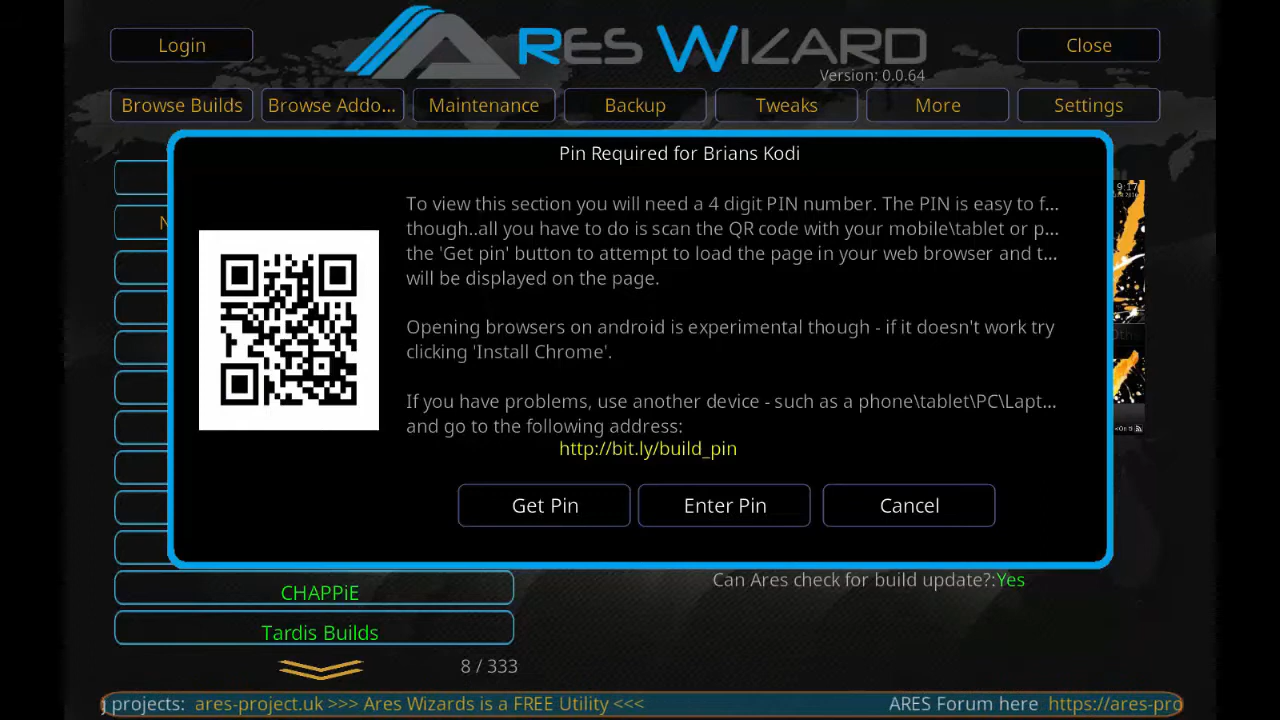 Login
ARES WIZARD
Close
Version: 0.0.64
Browse Builds
Browse Addo...
Maintenance
Backup
Tweaks
More
Settings
Pin Required for Brians Kodi
To view this section you will need a 4 digit PIN number. The PIN is easy to f...
though..all you have to do is scan the QR code with your mobile\tablet or p...
the 'Get pin' button to attempt to load the page in your web browser and t...
will be displayed on the page.
Opening browsers on android is experimental though - if it doesn't work try
clicking 'Install Chrome'.
If you have problems, use another device - such as a phone\tablet\PC\Lapt...
and go to the following address:
http://bit.ly/build_pin
Get Pin
Enter Pin
Cancel
N
9:17
Can Ares check for build update?:Yes
CHAPPiE
Tardis Builds
8 / 333
projects: ares-project.uk >>> Ares Wizards is a FREE Utility <<<
ARES Forum here https://ares-pro